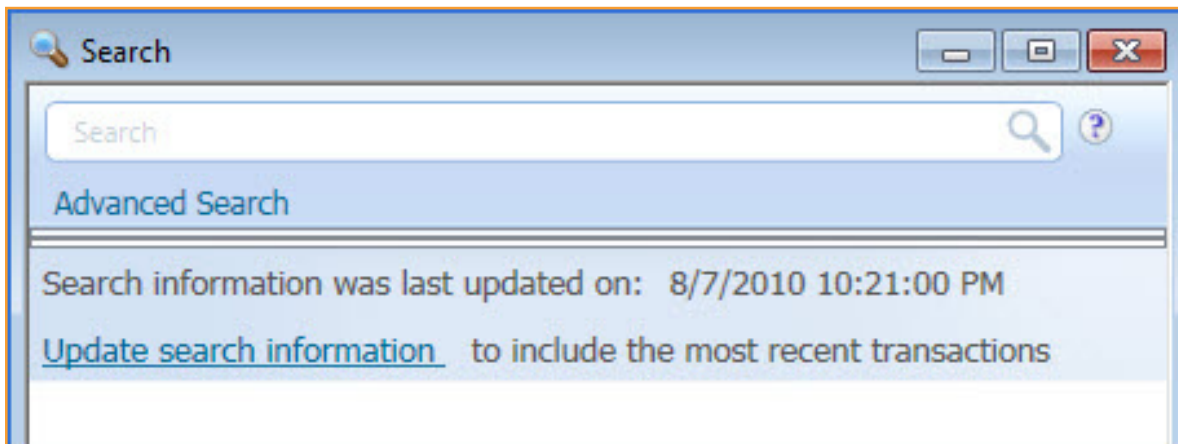 Search
Search
?
Advanced Search
Search information was last updated on: 8/7/2010 10:21:00 PM
Update search information to include the most recent transactions